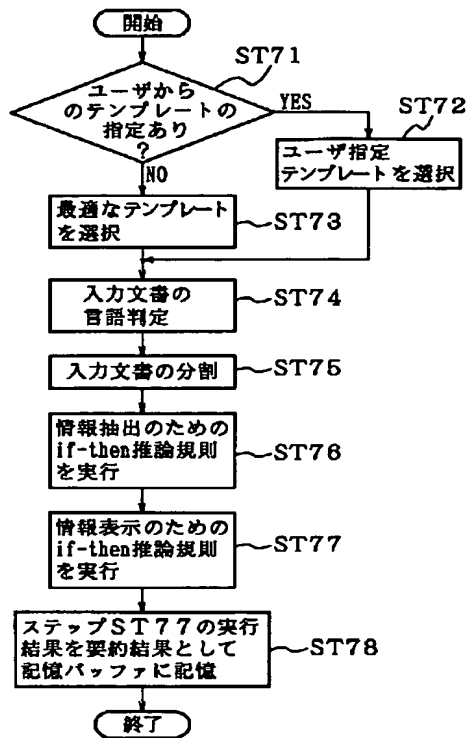 開始
ST71
ユーザから
のテンプレートの
指定あり
?
YES
ST72
ユーザ指定
テンプレートを選択
NO
最適なテンプレート
を選択
ST73
入力文書の
言語判定
ST74
入力文書の分割
ST75
情報抽出のための
if-then推論規則
を実行
ST76
情報表示のための
if-then推論規則
を実行
ST77
ステップST77の実行
結果を要約結果として
記憶バッファに記憶
ST78
終了